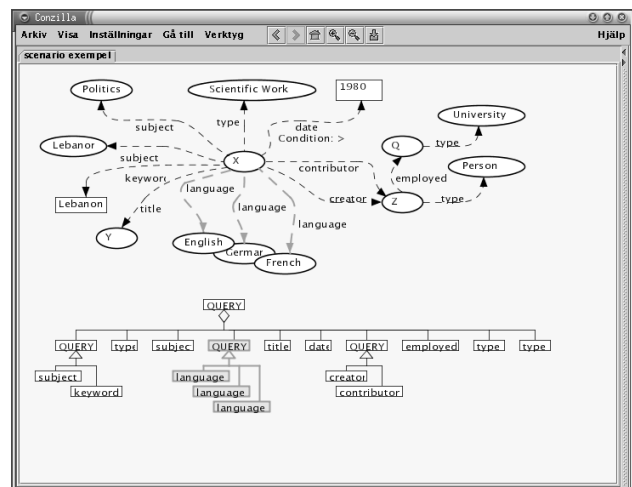 Conzilla
Arkiv Visa Inställningar Gå till Verktyg Hjälp
scenario exempel
Politics
Scientific Work
1980
University
subject
type
date
Condition: >
Q
type
Lebanor
subject
X
contributor
Person
keyword
language
employed
Lebanon
title
language
creator
Z
type
language
Y
English
Germar
French
QUERY
QUERY type subjec QUERY title date QUERY employed type type
subject language creator
keyword language contributor
language